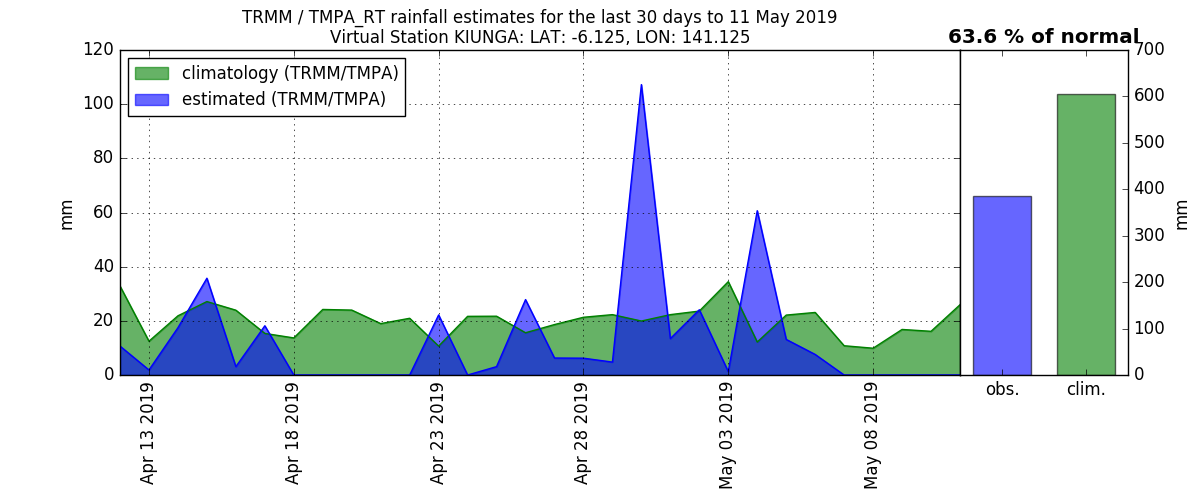 TRMM / TMPA_RT rainfall estimates for the last 30 days to 11 May 2019
Virtual Station KIUNGA: LAT: -6.125, LON: 141.125
63.6 % of normal
climatology (TRMM/TMPA)
estimated (TRMM/TMPA)
120
100
80
60
40
20
0
mm
Apr 13 2019
Apr 18 2019
Apr 23 2019
Apr 28 2019
May 03 2019
May 08 2019
700
600
500
400
300
200
100
0
mm
obs.
clim.